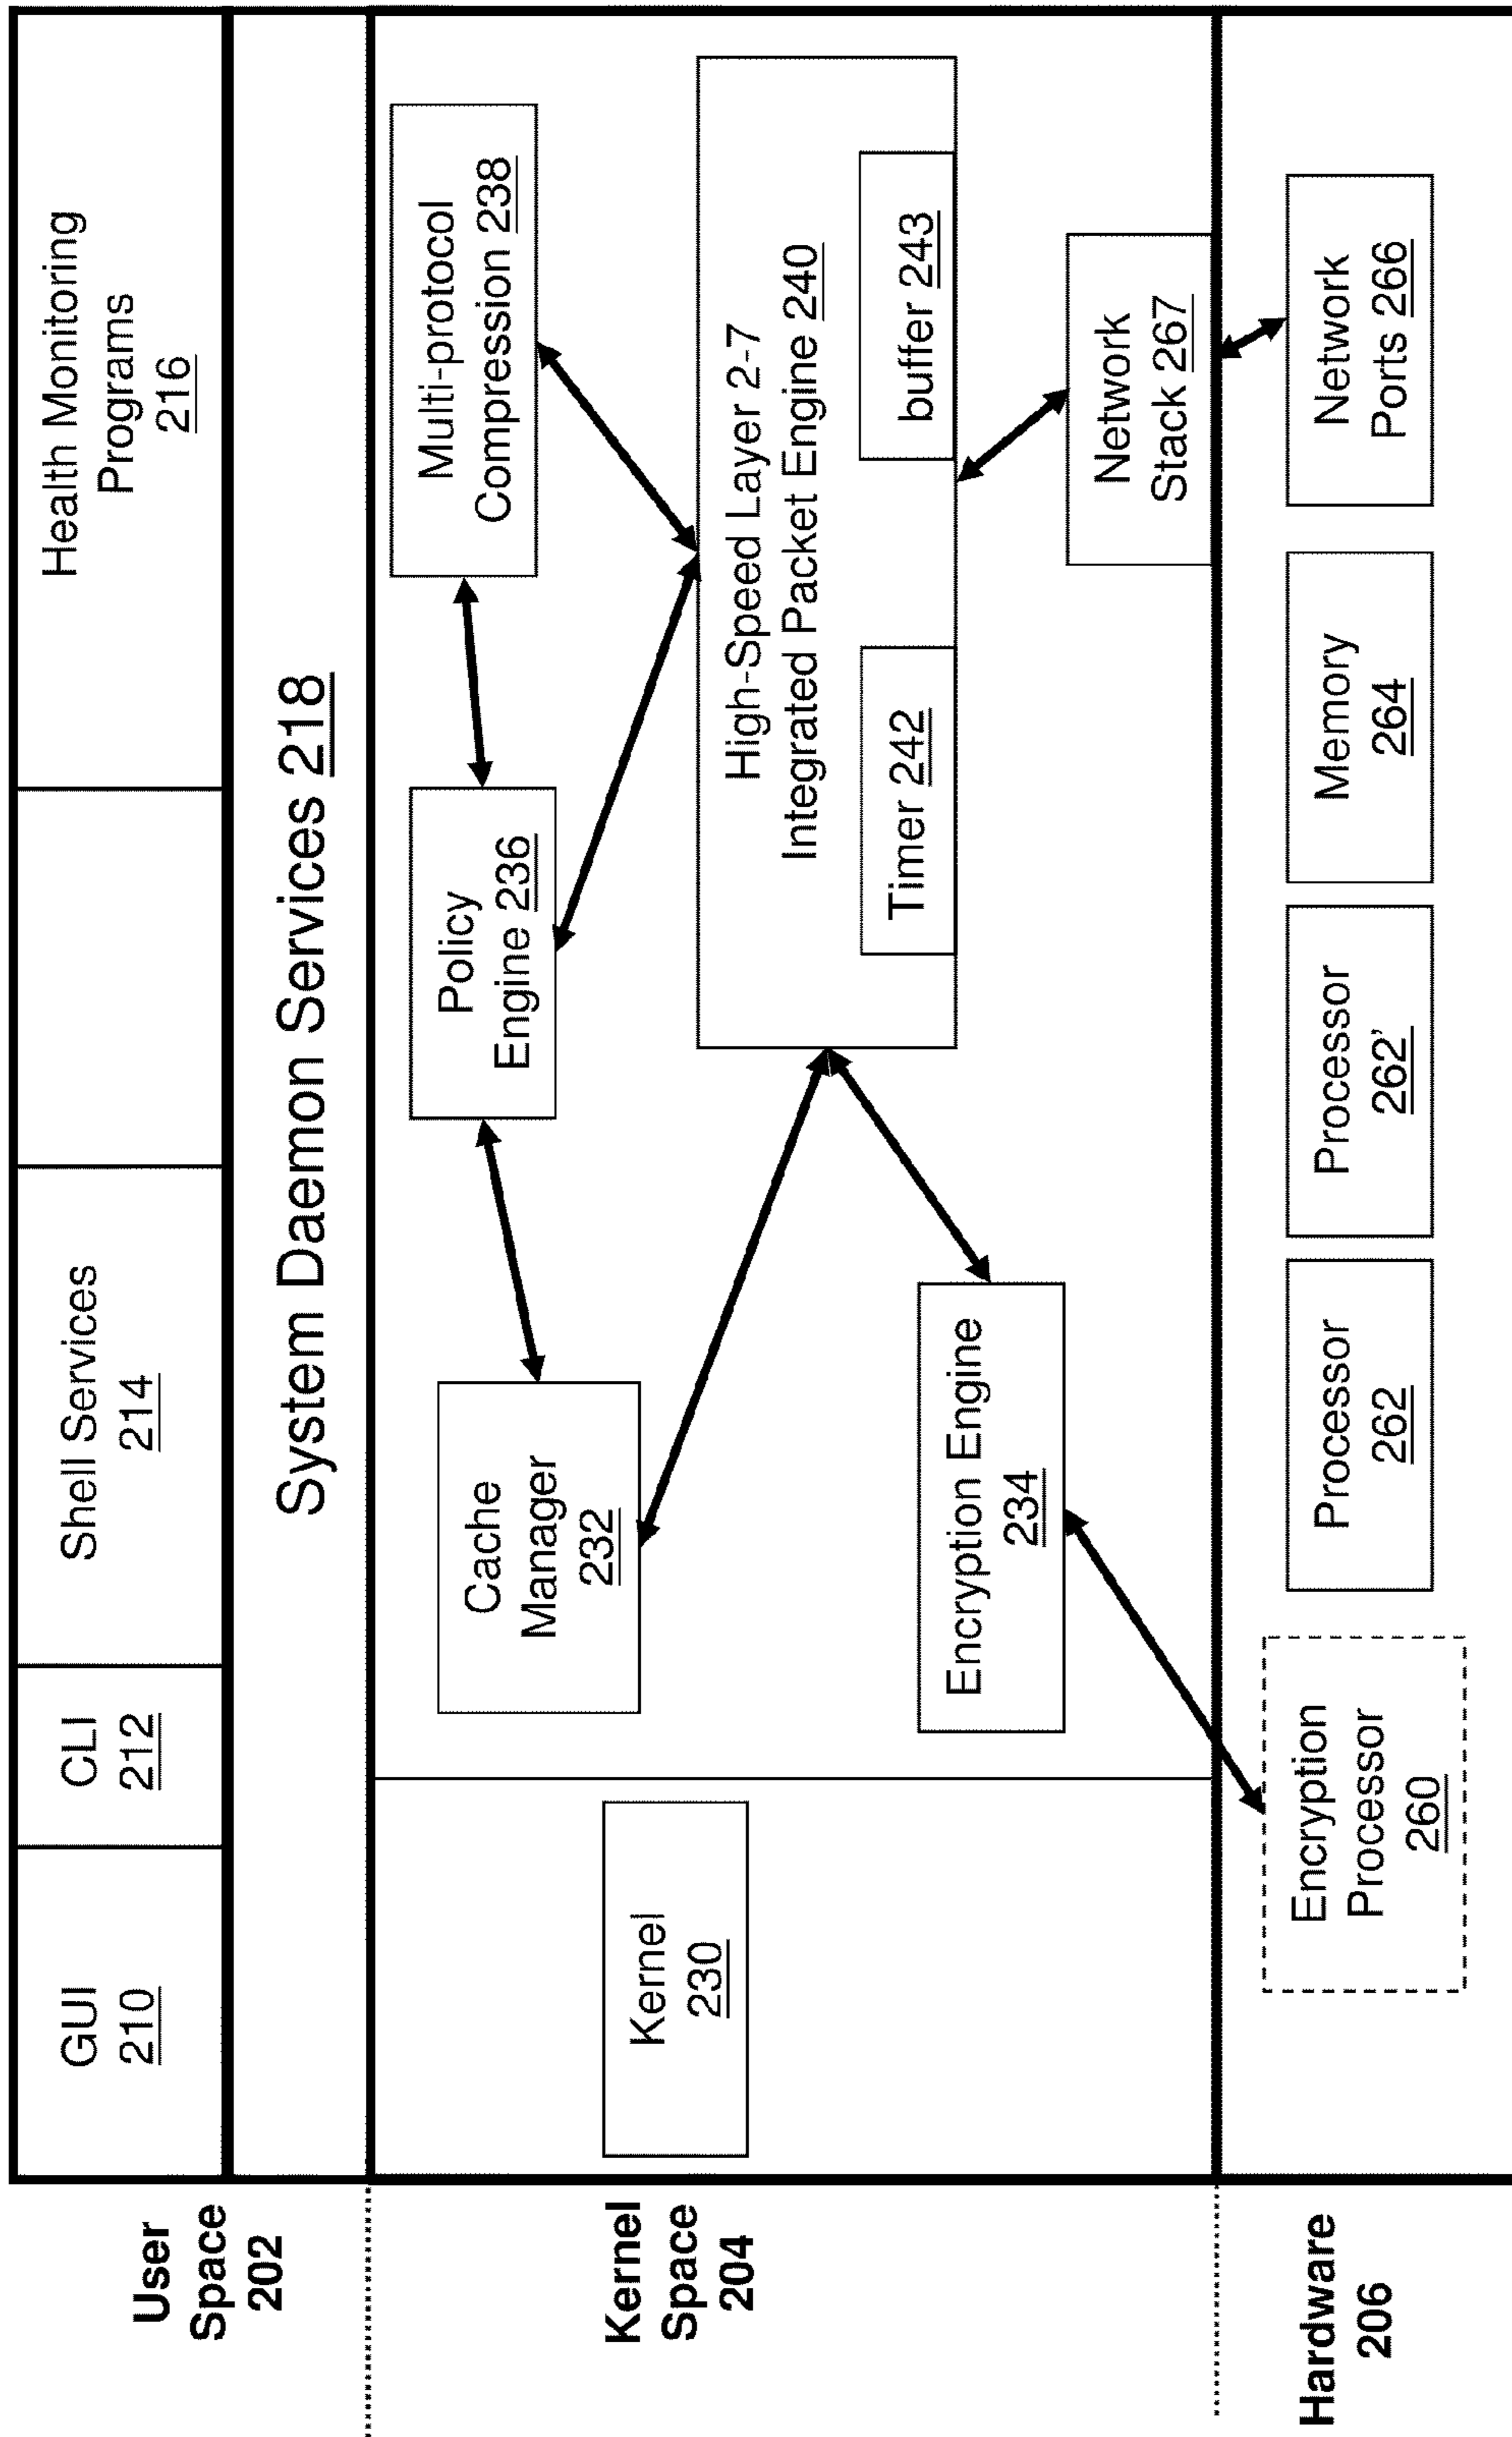 User
Space
202
GUI
210
CLI
212
Shell Services
214
Health Monitoring
Programs
216
System Daemon Services 218
Kernel
Space
204
Kernel
230
Cache
Manager
232
Policy
Engine 236
Multi-protocol
Compression 238
High-Speed Layer 2-7
Integrated Packet Engine 240
Timer 242
buffer 243
Encryption Engine
234
Network
Stack 267
Hardware
206
Encryption
Processor
260
Processor
262
Processor
262'
Memory
264
Network
Ports 266